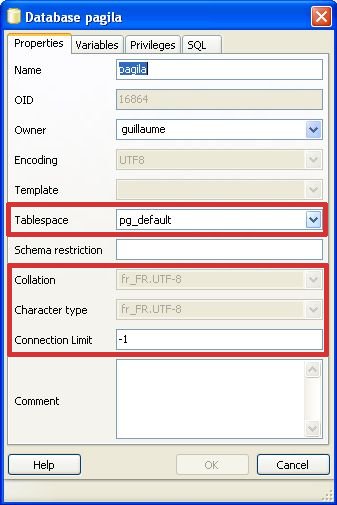 Database pagila
Properties Variables Privileges SQL
Name pagila
OID 16864
Owner guillaume
Encoding UTF8
Template
Tablespace pg_default
Schema restriction
Collation fr_FR.UTF-8
Character type fr_FR.UTF-8
Connection Limit -1
Comment
Help OK Cancel